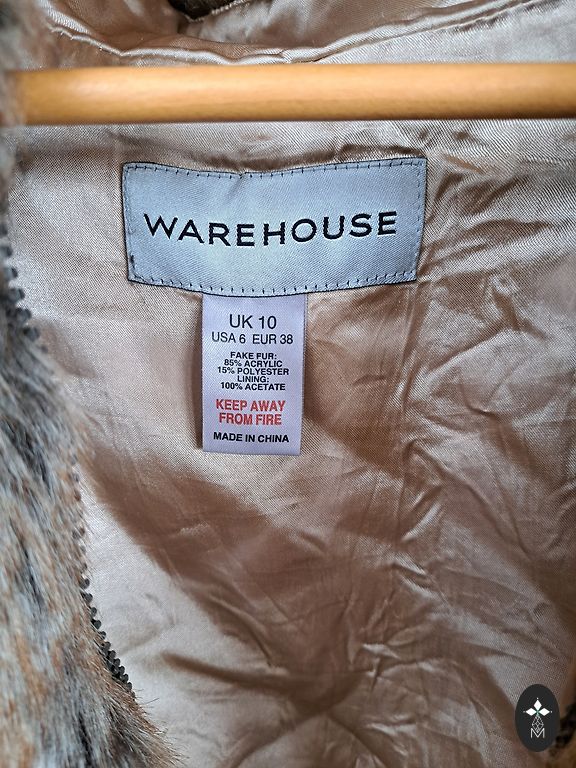 WAREHOUSE
UK 10
USA 6 EUR 38
FAKE FUR:
85% ACRYLIC
15% POLYESTER
LINING:
100% ACETATE
KEEP AWAY
FROM FIRE
MADE IN CHINA
M